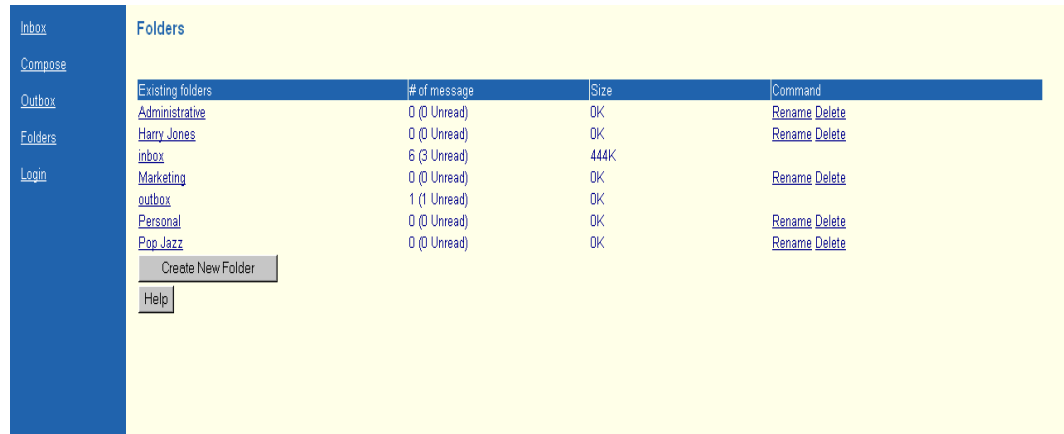 Inbox
Compose
Outbox
Folders
Login
Folders
Existing folders # of message Size Command
Administrative 0 (0 Unread) 0K Rename Delete
Harry Jones 0 (0 Unread) 0K Rename Delete
inbox 6 (3 Unread) 444K
Marketing 0 (0 Unread) 0K Rename Delete
outbox 1 (1 Unread) 0K
Personal 0 (0 Unread) 0K Rename Delete
Pop Jazz 0 (0 Unread) 0K Rename Delete
Create New Folder
Help